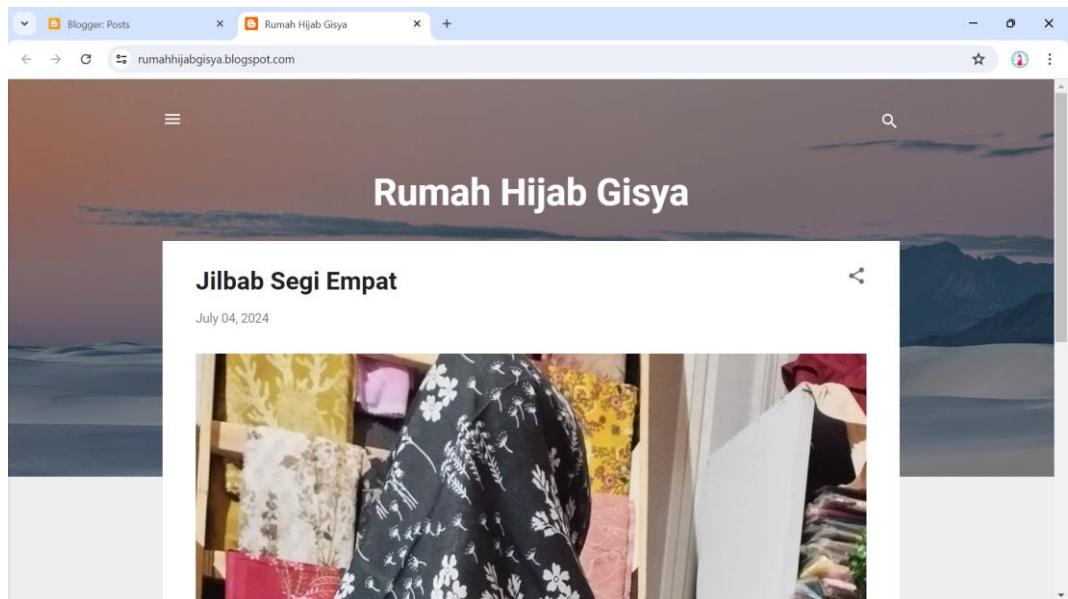 Blogger: Posts
Rumah Hijab Gisya
rumahhijabgisya.blogspot.com
Rumah Hijab Gisya
Jilbab Segi Empat
July 04, 2024